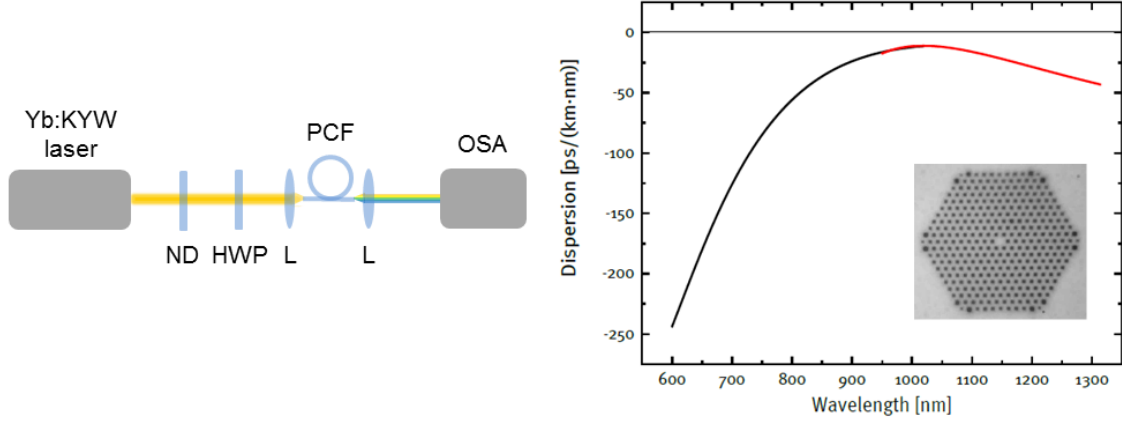 Yb:KYW
laser
PCF
OSA
ND
HWP
L
L
Dispersion [ps/(km·nm)]
0
-50
-100
-150
-200
-250
600
700
800
900
1000
1100
1200
1300
Wavelength [nm]